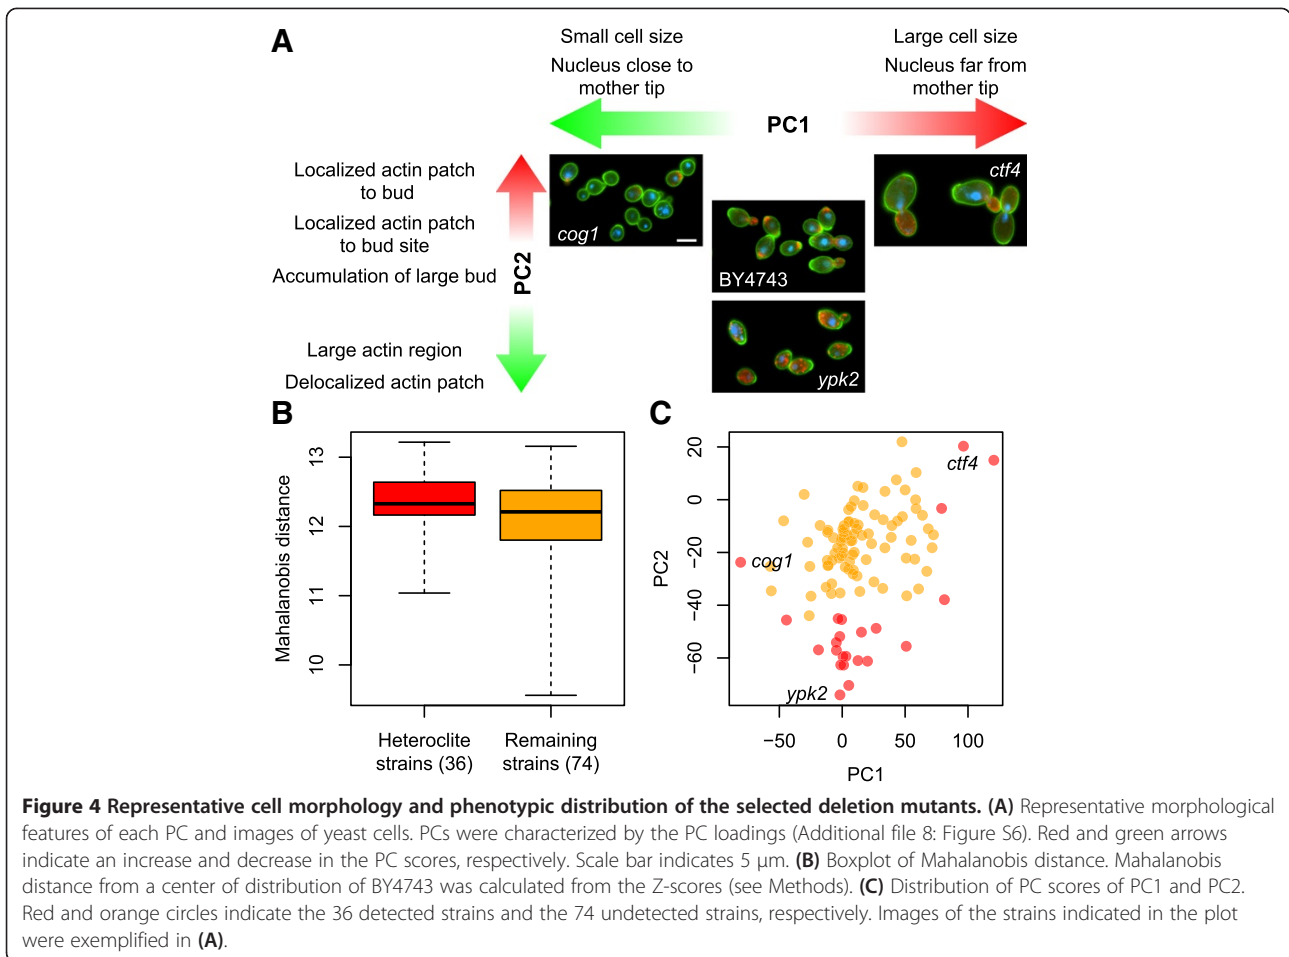 A
Small cell size
Nucleus close to
mother tip
Large cell size
Nucleus far from
mother tip
PC1
Localized actin patch
to bud
Localized actin patch
to bud site
Accumulation of large bud
Large actin region
Delocalized actin patch
PC2
cog1
BY4743
ctf4
ypk2
B
Mahalanobis distance
13
12
11
10
Heteroclite
strains (36)
Remaining
strains (74)
C
PC2
20
0
−20
−40
−60
ctf4
cog1
ypk2
−50
0
50
100
PC1
Figure 4 Representative cell morphology and phenotypic distribution of the selected deletion mutants. (A) Representative morphological
features of each PC and images of yeast cells. PCs were characterized by the PC loadings (Additional file 8: Figure S6). Red and green arrows
indicate an increase and decrease in the PC scores, respectively. Scale bar indicates 5 μm. (B) Boxplot of Mahalanobis distance. Mahalanobis
distance from a center of distribution of BY4743 was calculated from the Z-scores (see Methods). (C) Distribution of PC scores of PC1 and PC2.
Red and orange circles indicate the 36 detected strains and the 74 undetected strains, respectively. Images of the strains indicated in the plot
were exemplified in (A).